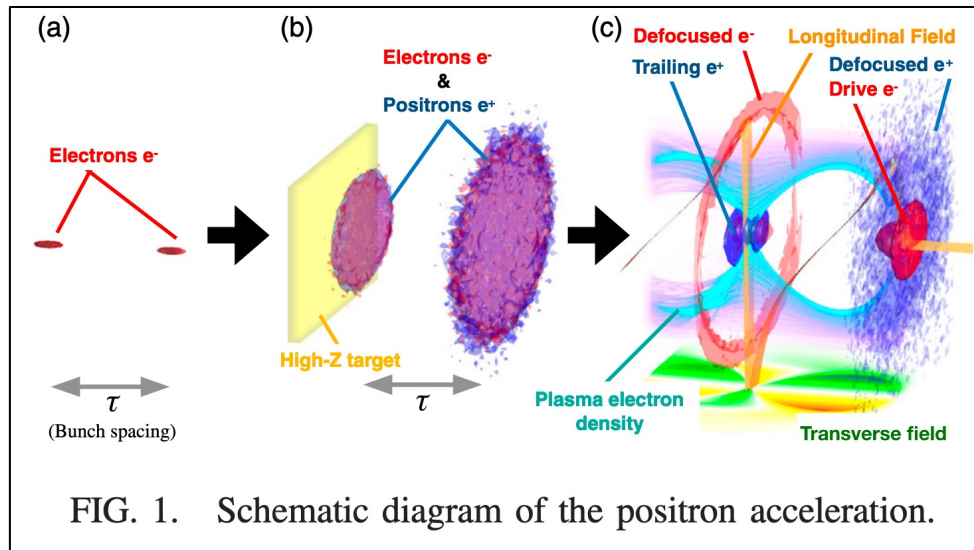 (a)
Electrons e-
τ
(Bunch spacing)
(b)
Electrons e-
&
Positrons e+
High-Z target
τ
(c)
Defocused e-
Longitudinal Field
Trailing e+
Defocused e+
Drive e-
Plasma electron
density
Transverse field
FIG. 1. Schematic diagram of the positron acceleration.